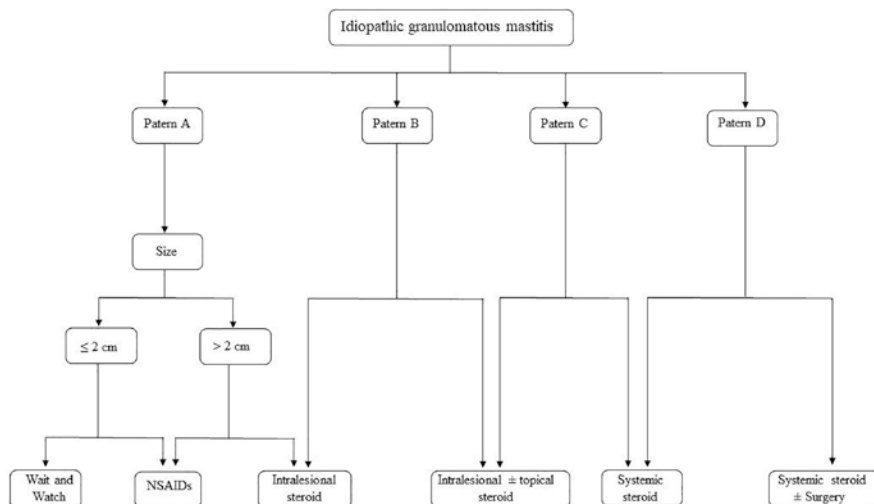 Idiopathic granulomatous mastitis
Patern A
Patern B
Patern C
Patern D
Size
≤ 2 cm
> 2 cm
Wait and
Watch
NSAIDs
Intralesional
steroid
Intralesional ± topical
steroid
Systemic
steroid
Systemic steroid
± Surgery